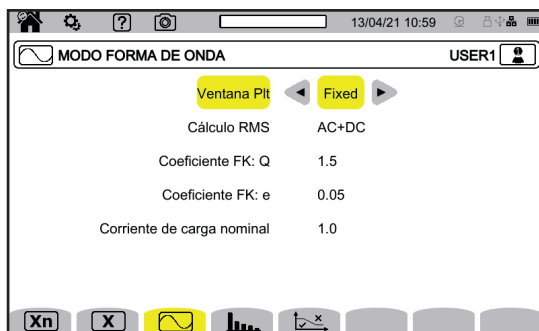 ? 13/04/21 10:59
MODO FORMA DE ONDA USER1
Ventana Plt ◄ Fixed ►
Cálculo RMS AC+DC
Coeficiente FK: Q 1.5
Coeficiente FK: e 0.05
Corriente de carga nominal 1.0
Xn X